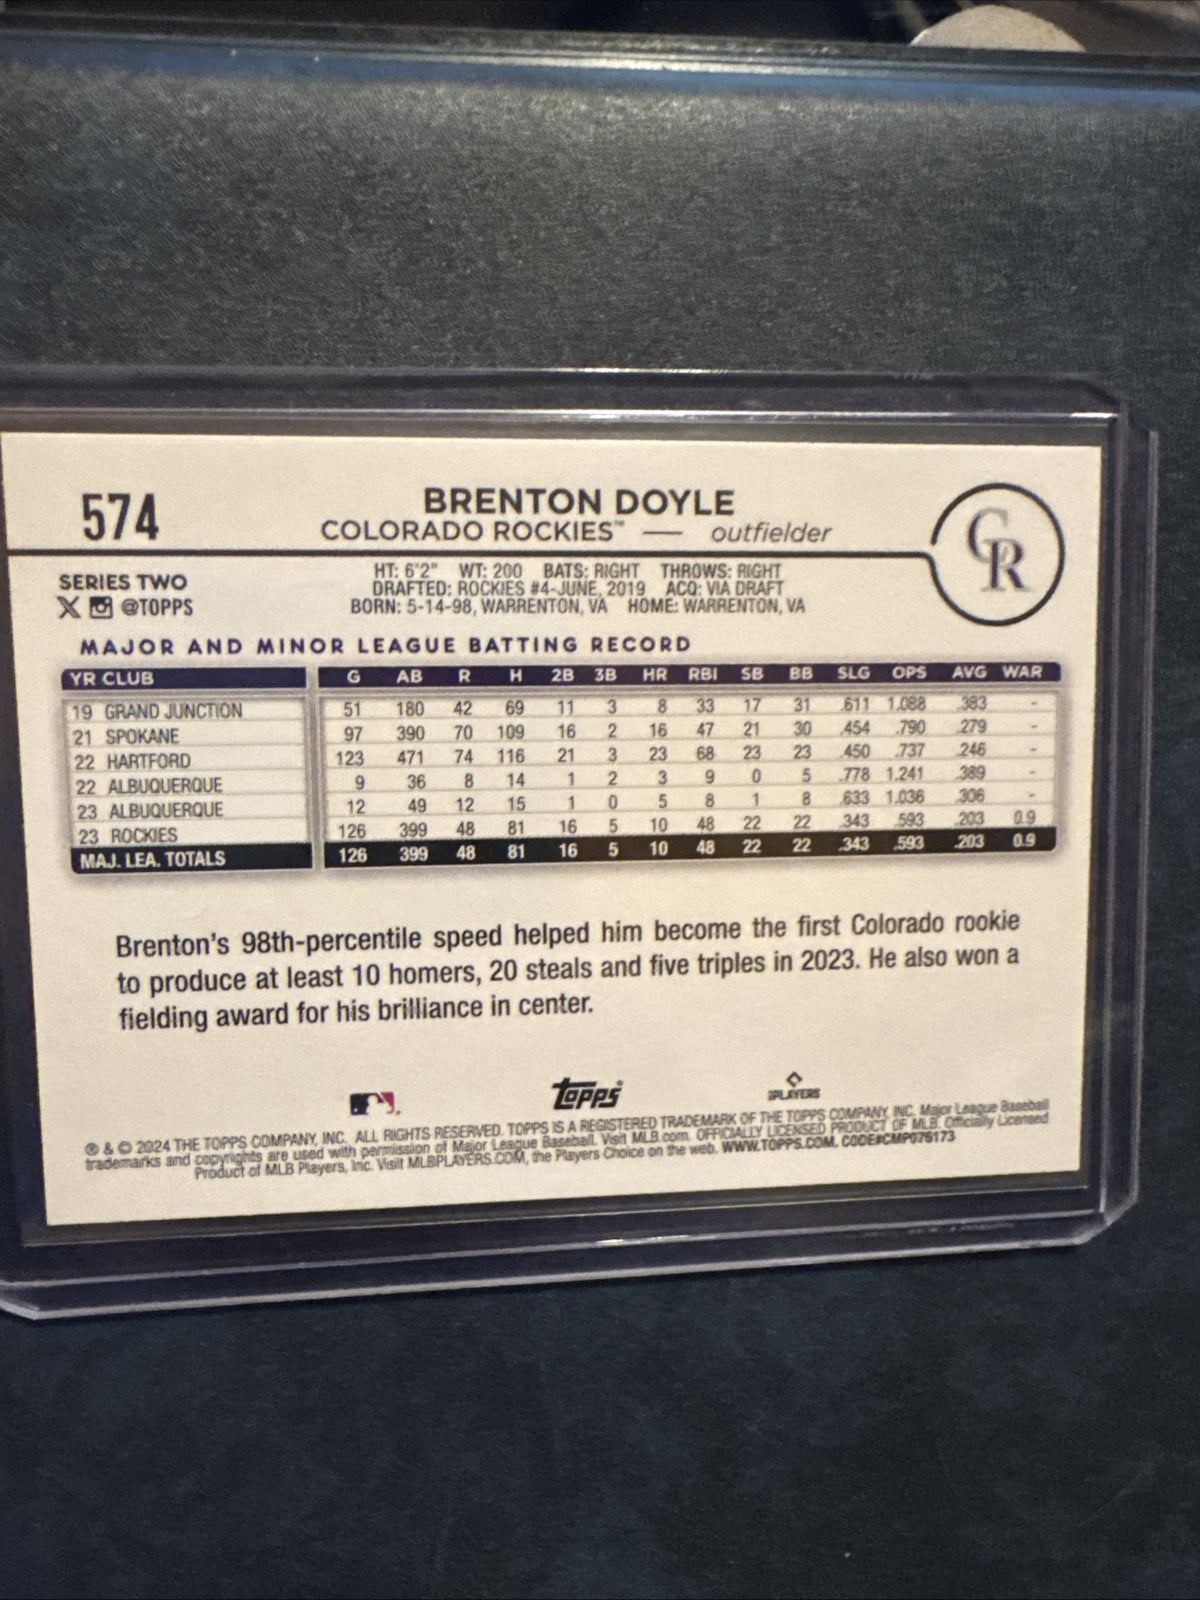 574
BRENTON DOYLE
COLORADO ROCKIES™ — outfielder
CR
SERIES TWO
X @TOPPS
HT: 6'2" WT: 200 BATS: RIGHT THROWS: RIGHT
DRAFTED: ROCKIES #4-JUNE, 2019 ACQ: VIA DRAFT
BORN: 5-14-98, WARRENTON, VA HOME: WARRENTON, VA
MAJOR AND MINOR LEAGUE BATTING RECORD
YR CLUB G AB R H 2B 3B HR RBI SB BB SLG OPS AVG WAR
19 GRAND JUNCTION 51 180 42 69 11 3 8 33 17 31 .611 1.088 .383 -
21 SPOKANE 97 390 70 109 16 2 16 47 21 30 .454 .790 .279 -
22 HARTFORD 123 471 74 116 21 3 23 68 23 23 .450 .737 .246 -
22 ALBUQUERQUE 9 36 8 14 1 2 3 9 0 5 .778 1.241 .389 -
23 ALBUQUERQUE 12 49 12 15 1 0 5 8 1 8 .633 1.036 .306 -
23 ROCKIES 126 399 48 81 16 5 10 48 22 22 .343 .593 .203 0.9
MAJ. LEA. TOTALS 126 399 48 81 16 5 10 48 22 22 .343 .593 .203 0.9
Brenton's 98th-percentile speed helped him become the first Colorado rookie
to produce at least 10 homers, 20 steals and five triples in 2023. He also won a
fielding award for his brilliance in center.
Topps®
PLAYERS
® & © 2024 THE TOPPS COMPANY, INC. ALL RIGHTS RESERVED. TOPPS IS A REGISTERED TRADEMARK OF THE TOPPS COMPANY, INC. Major League Baseball
trademarks and copyrights are used with permission of Major League Baseball. Visit MLB.com. OFFICIALLY LICENSED PRODUCT OF MLB. Officially Licensed
Product of MLB Players, Inc. Visit MLBPLAYERS.COM, the Players Choice on the web. WWW.TOPPS.COM. CODE#CMP076173